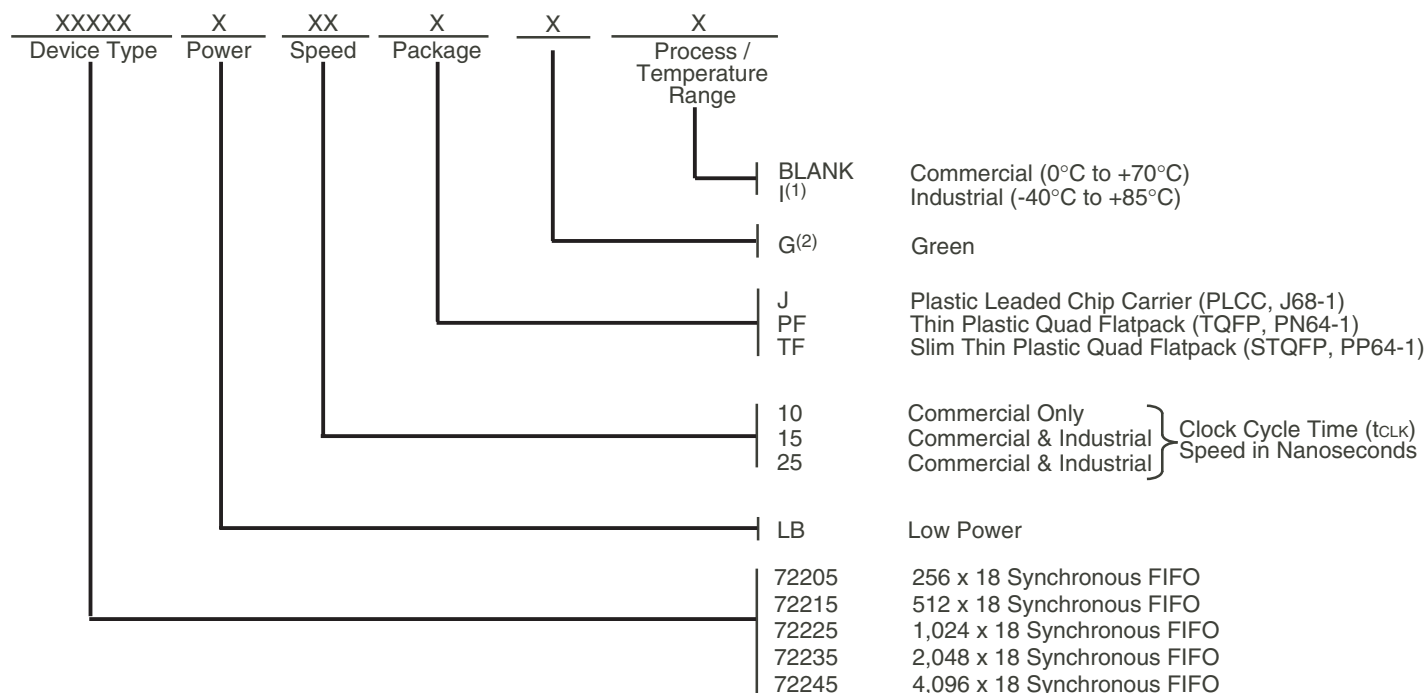 XXXXX X XX X X X
Device Type Power Speed Package Process /
Temperature
Range
BLANK Commercial (0°C to +70°C)
I(1) Industrial (-40°C to +85°C)
G(2) Green
J Plastic Leaded Chip Carrier (PLCC, J68-1)
PF Thin Plastic Quad Flatpack (TQFP, PN64-1)
TF Slim Thin Plastic Quad Flatpack (STQFP, PP64-1)
10 Commercial Only
15 Commercial & Industrial
25 Commercial & Industrial
Clock Cycle Time (tCLK)
Speed in Nanoseconds
LB Low Power
72205 256 x 18 Synchronous FIFO
72215 512 x 18 Synchronous FIFO
72225 1,024 x 18 Synchronous FIFO
72235 2,048 x 18 Synchronous FIFO
72245 4,096 x 18 Synchronous FIFO